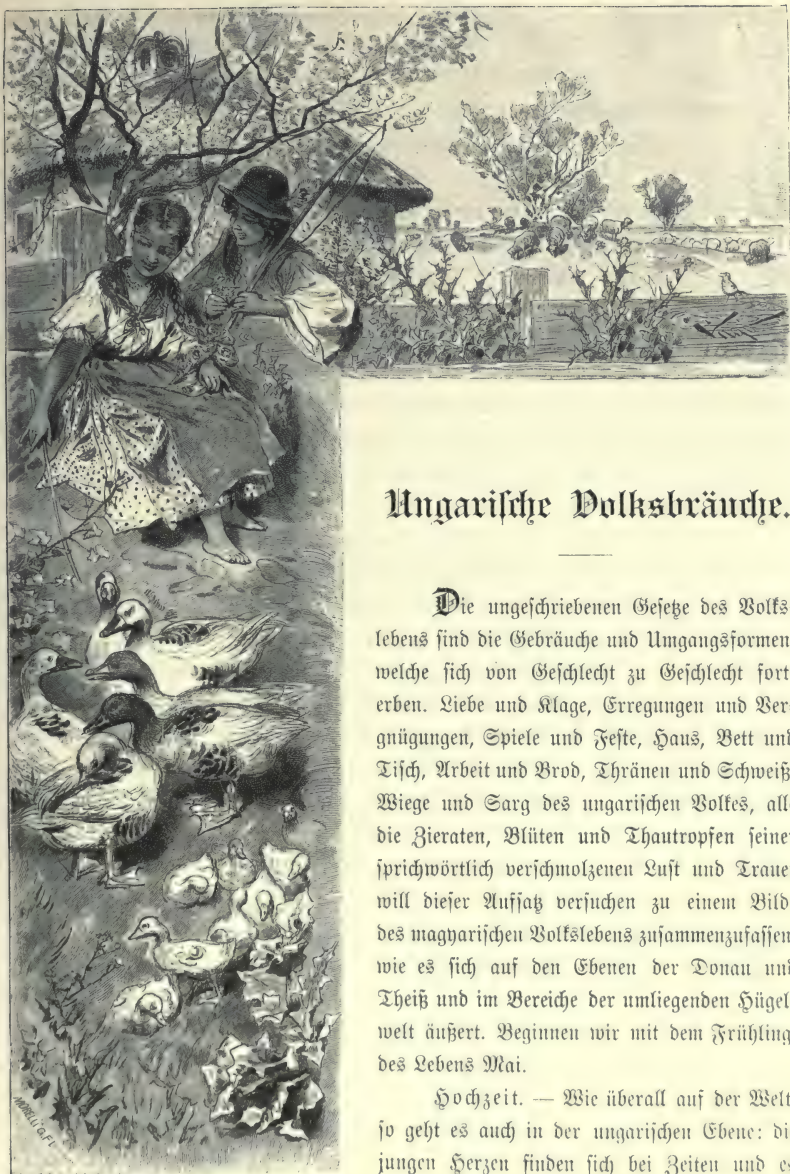 Ungarische Volksbräuche.
Die ungeschriebenen Gesetze des Volks
lebens sind die Gebräuche und Umgangsformen
welche sich von Geschlecht zu Geschlecht fort
erben. Liebe und Klage, Erregungen und Ver
gnügungen, Spiele und Feste, Haus, Bett und
Tisch, Arbeit und Brod, Thränen und Schweiß
Wiege und Sarg des ungarischen Volkes, all
die Zieraten, Blüten und Thautropfen seine
sprichwörtlich verschmolzenen Lust und Traue
will dieser Aufsatz versuchen zu einem Bild
des magyarischen Volkslebens zusammenzufassen
wie es sich auf den Ebenen der Donau und
Theiß und im Bereiche der umliegenden Hügel
welt äußert. Beginnen wir mit dem Frühling
des Lebens Mai.
Hochzeit. — Wie überall auf der Welt
so geht es auch in der ungarischen Ebene: di
jungen Herzen finden sich bei Zeiten und es